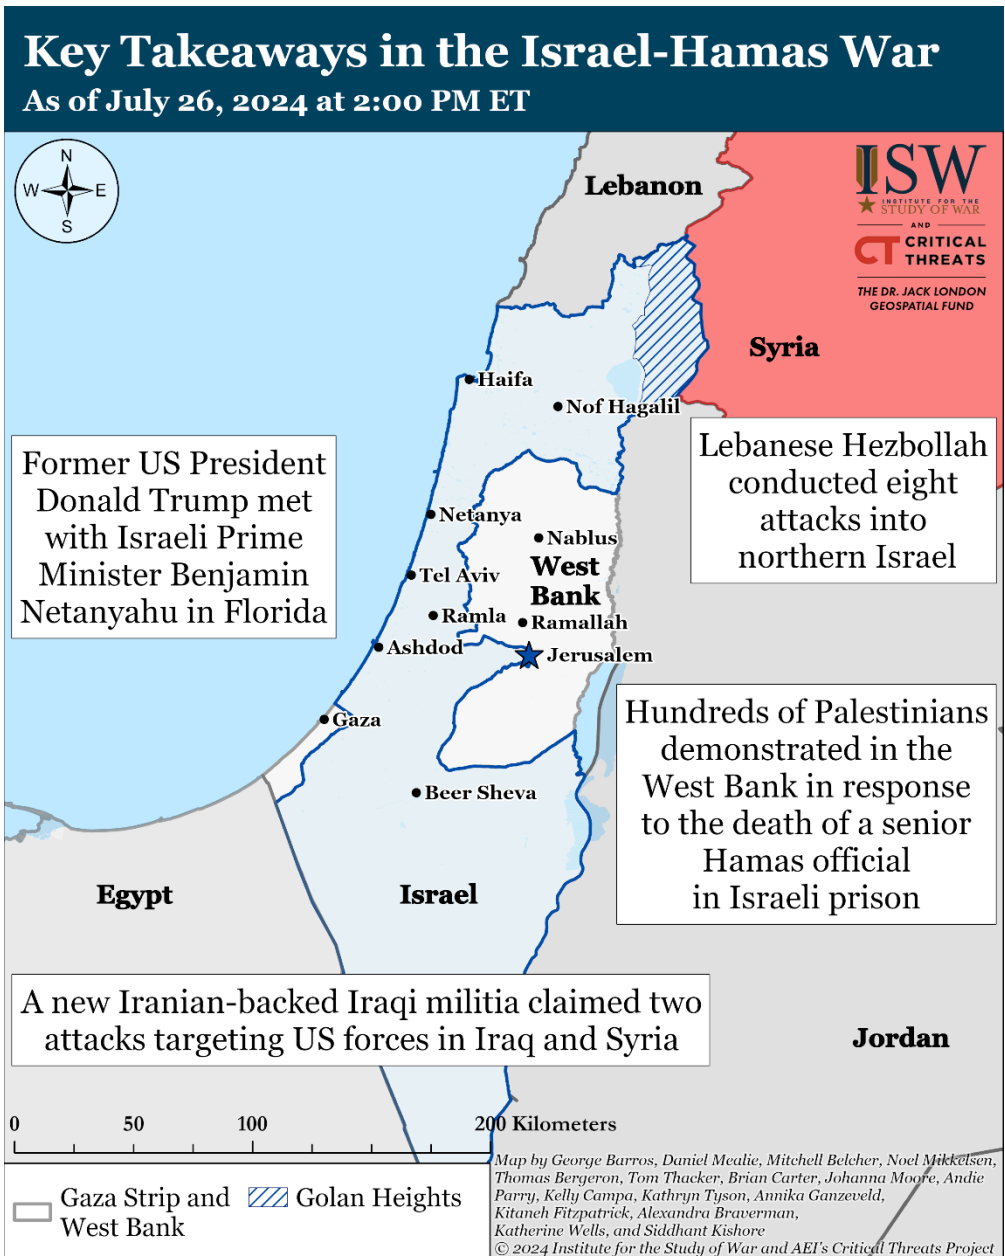 Key Takeaways in the Israel-Hamas War
As of July 26, 2024 at 2:00 PM ET
N
W
E
S
ISW
INSTITUTE FOR THE
STUDY OF WAR
AND
CT CRITICAL
THREATS
THE DR. JACK LONDON
GEOSPATIAL FUND
Lebanon
Syria
Haifa
Nof Hagalil
Former US President
Donald Trump met
with Israeli Prime
Minister Benjamin
Netanyahu in Florida
Lebanese Hezbollah
conducted eight
attacks into
northern Israel
Netanya
Nablus
West
Bank
Tel Aviv
Ramla
Ramallah
Ashdod
Jerusalem
Gaza
Beer Sheva
Hundreds of Palestinians
demonstrated in the
West Bank in response
to the death of a senior
Hamas official
in Israeli prison
Egypt
Israel
A new Iranian-backed Iraqi militia claimed two
attacks targeting US forces in Iraq and Syria
Jordan
0 50 100 200 Kilometers
Gaza Strip and
West Bank
Golan Heights
Map by George Barros, Daniel Mealie, Mitchell Belcher, Noel Mikkelsen,
Thomas Bergeron, Tom Thacker, Brian Carter, Johanna Moore, Andie
Parry, Kelly Campa, Kathryn Tyson, Annika Ganzeveld,
Kitaneh Fitzpatrick, Alexandra Braverman,
Katherine Wells, and Siddhant Kishore
© 2024 Institute for the Study of War and AEI's Critical Threats Project